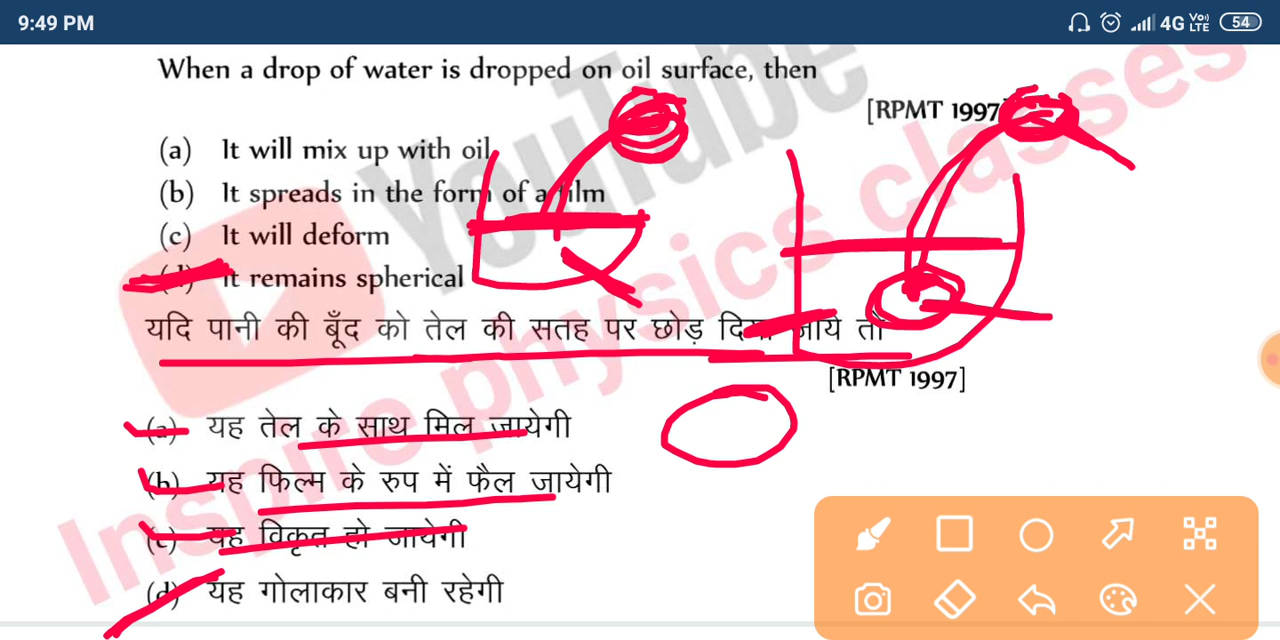 9:49 PM
4G Vo)) LTE 54
When a drop of water is dropped on oil surface, then
[RPMT 1997
(a) It will mix up with oil
(b) It spreads in the form of a film
(c) It will deform
(d) It remains spherical
यदि पानी की बूँद को तेल की सतह पर छोड़ दिया जाये तो
[RPMT 1997]
(a) यह तेल के साथ मिल जायेगी
(b) यह फिल्म के रुप में फैल जायेगी
(c) यह विकृत हो जायेगी
(d) यह गोलाकार बनी रहेगी
YouTube
Inspire physics classes